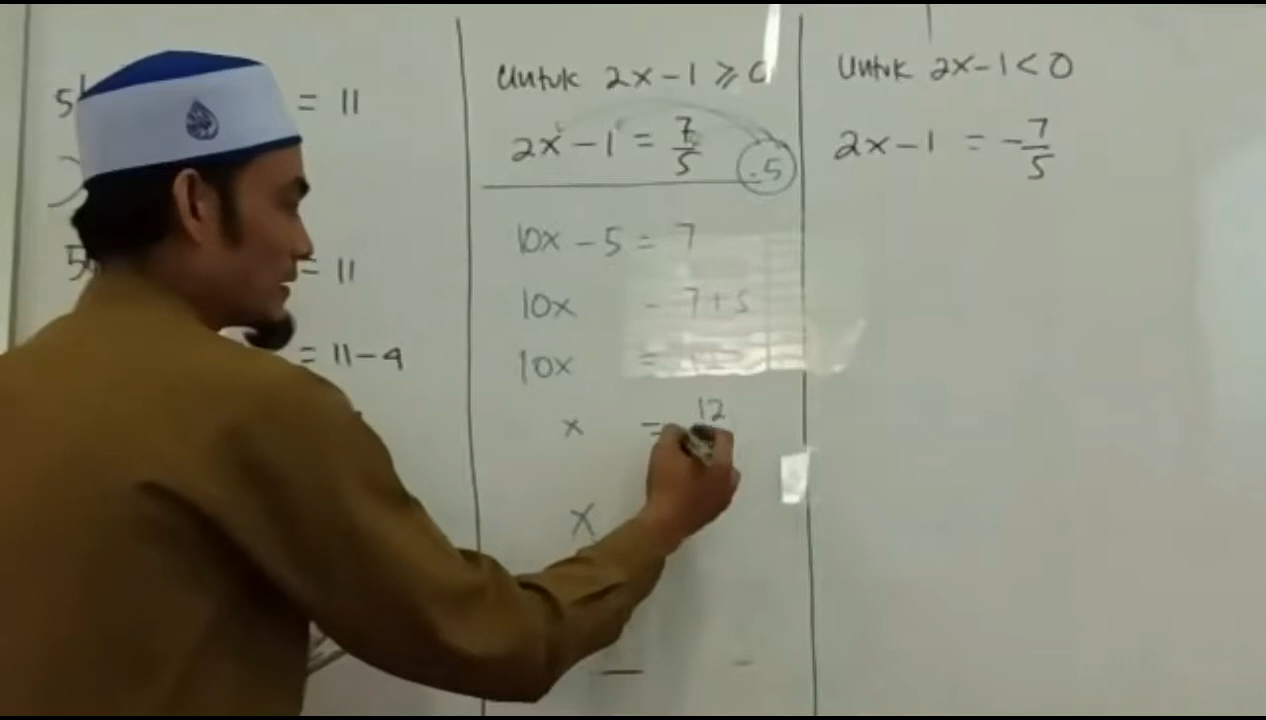 5 = 11
= 11
= 11-4
Untuk 2x-1 ≥ 0
2x-1 = 7/5
.5
10x - 5 = 7
10x = 7+5
10x =
x = 12
x
Untuk 2x-1 < 0
2x-1 = -7/5